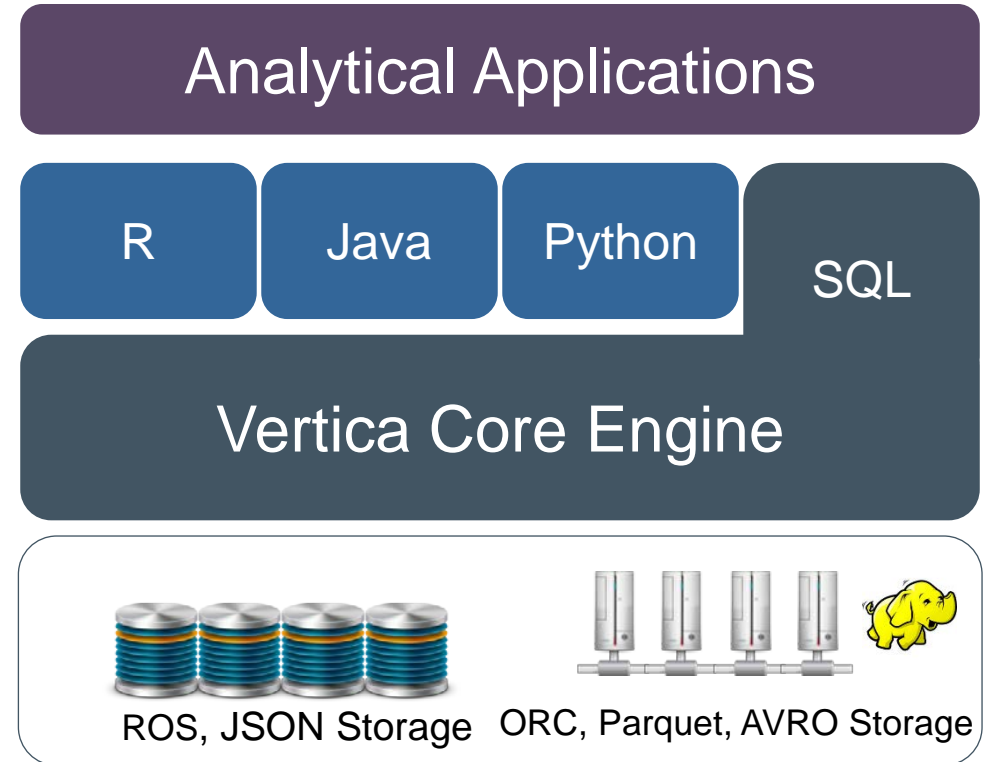 Analytical Applications
R
Java
Python
SQL
Vertica Core Engine
ROS, JSON Storage
ORC, Parquet, AVRO Storage